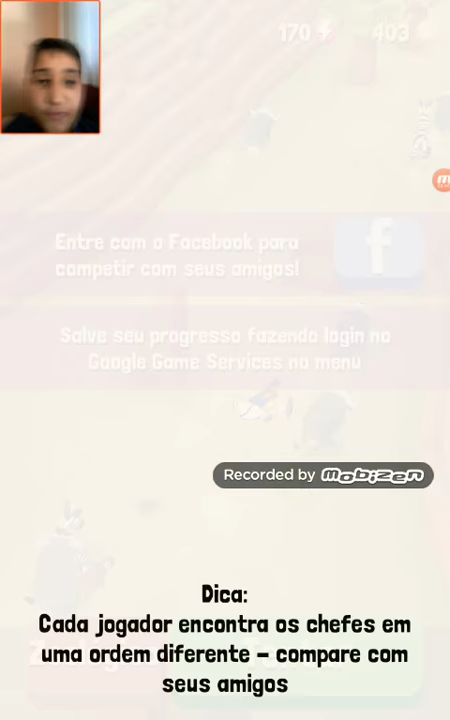 170
403
Entre com o Facebook para
competir com seus amigos!
f
Salve seu progresso fazendo login no
Google Game Services no menu
Recorded by mobizen
Dica:
Cada jogador encontra os chefes em
uma ordem diferente – compare com
seus amigos